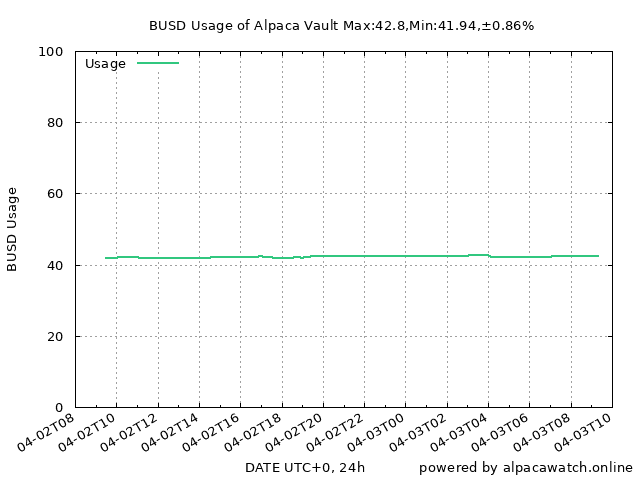 BUSD Usage of Alpaca Vault Max:42.8,Min:41.94,±0.86%
100
Usage
80
60
BUSD Usage
40
20
0
04-02T08 04-02T10 04-02T12 04-02T14 04-02T16 04-02T18 04-02T20 04-02T22 04-03T00 04-03T02 04-03T04 04-03T06 04-03T08 04-03T10
DATE UTC+0, 24h powered by alpacawatch.online